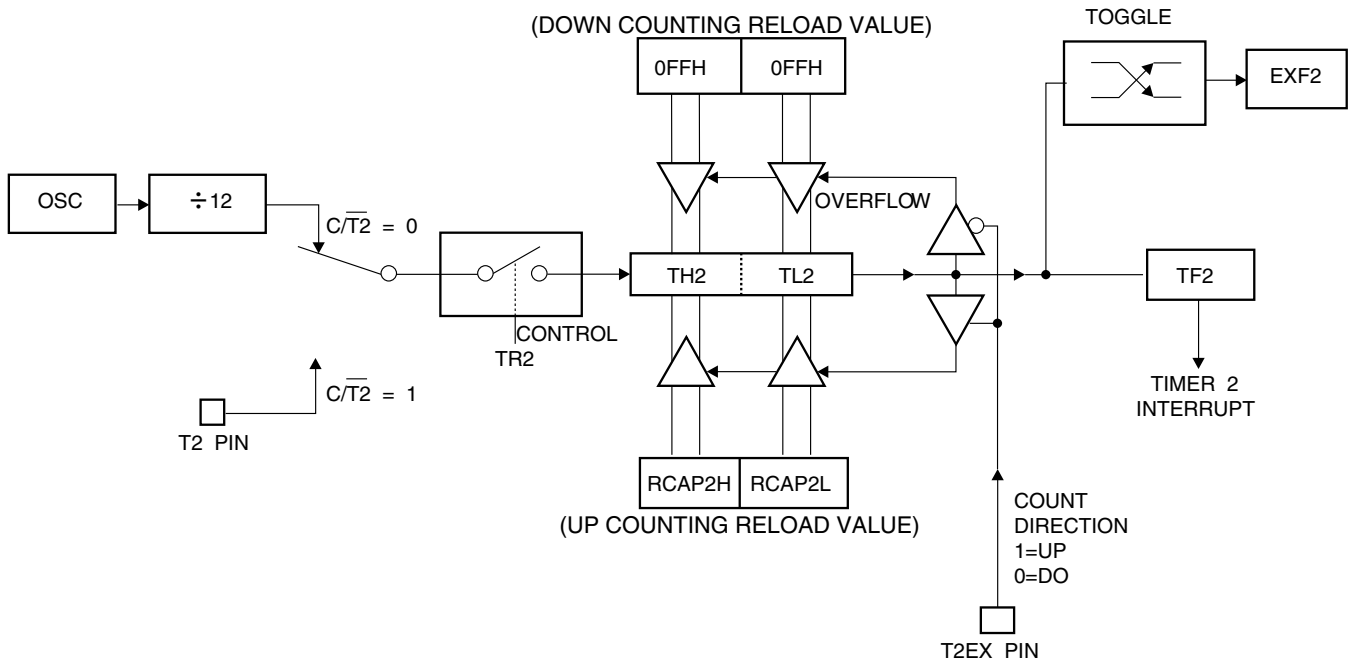 TOGGLE
(DOWN COUNTING RELOAD VALUE)
0FFH 0FFH
EXF2
OSC
÷12
OVERFLOW
C/T2̅ = 0
TH2 TL2
TF2
CONTROL
TR2
C/T2̅ = 1
TIMER 2
INTERRUPT
T2 PIN
RCAP2H RCAP2L
(UP COUNTING RELOAD VALUE)
COUNT
DIRECTION
1=UP
0=DO
T2EX PIN